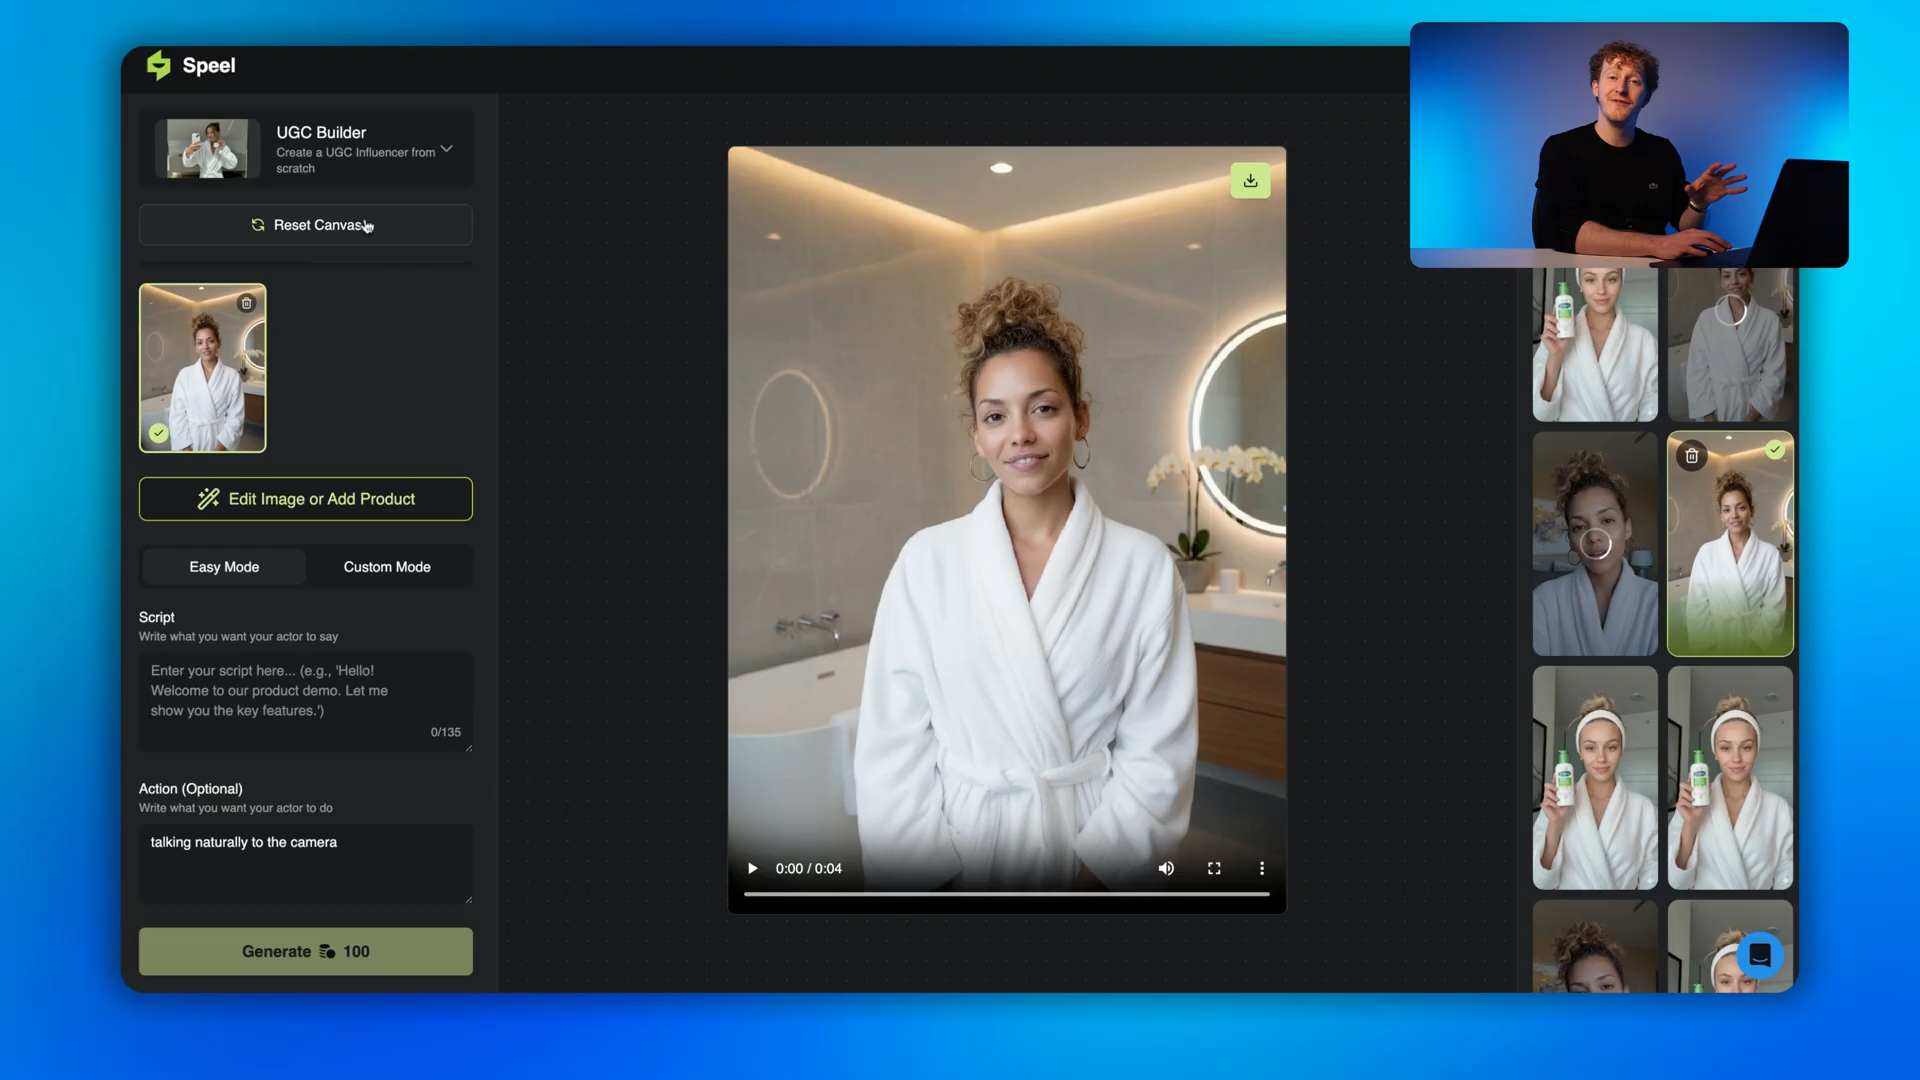 Speel
UGC Builder
Create a UGC Influencer from
scratch
Reset Canvas
Edit Image or Add Product
Easy Mode
Custom Mode
Script
Write what you want your actor to say
Enter your script here... (e.g., 'Hello!
Welcome to our product demo. Let me
show you the key features.')
0/135
Action (Optional)
Write what you want your actor to do
talking naturally to the camera
Generate 100
0:00 / 0:04